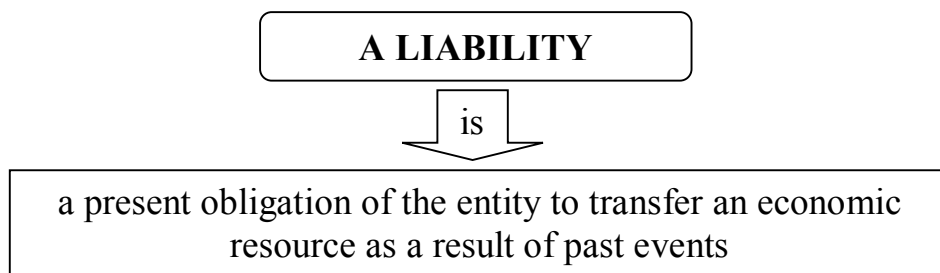 A LIABILITY
is
a present obligation of the entity to transfer an economic
resource as a result of past events